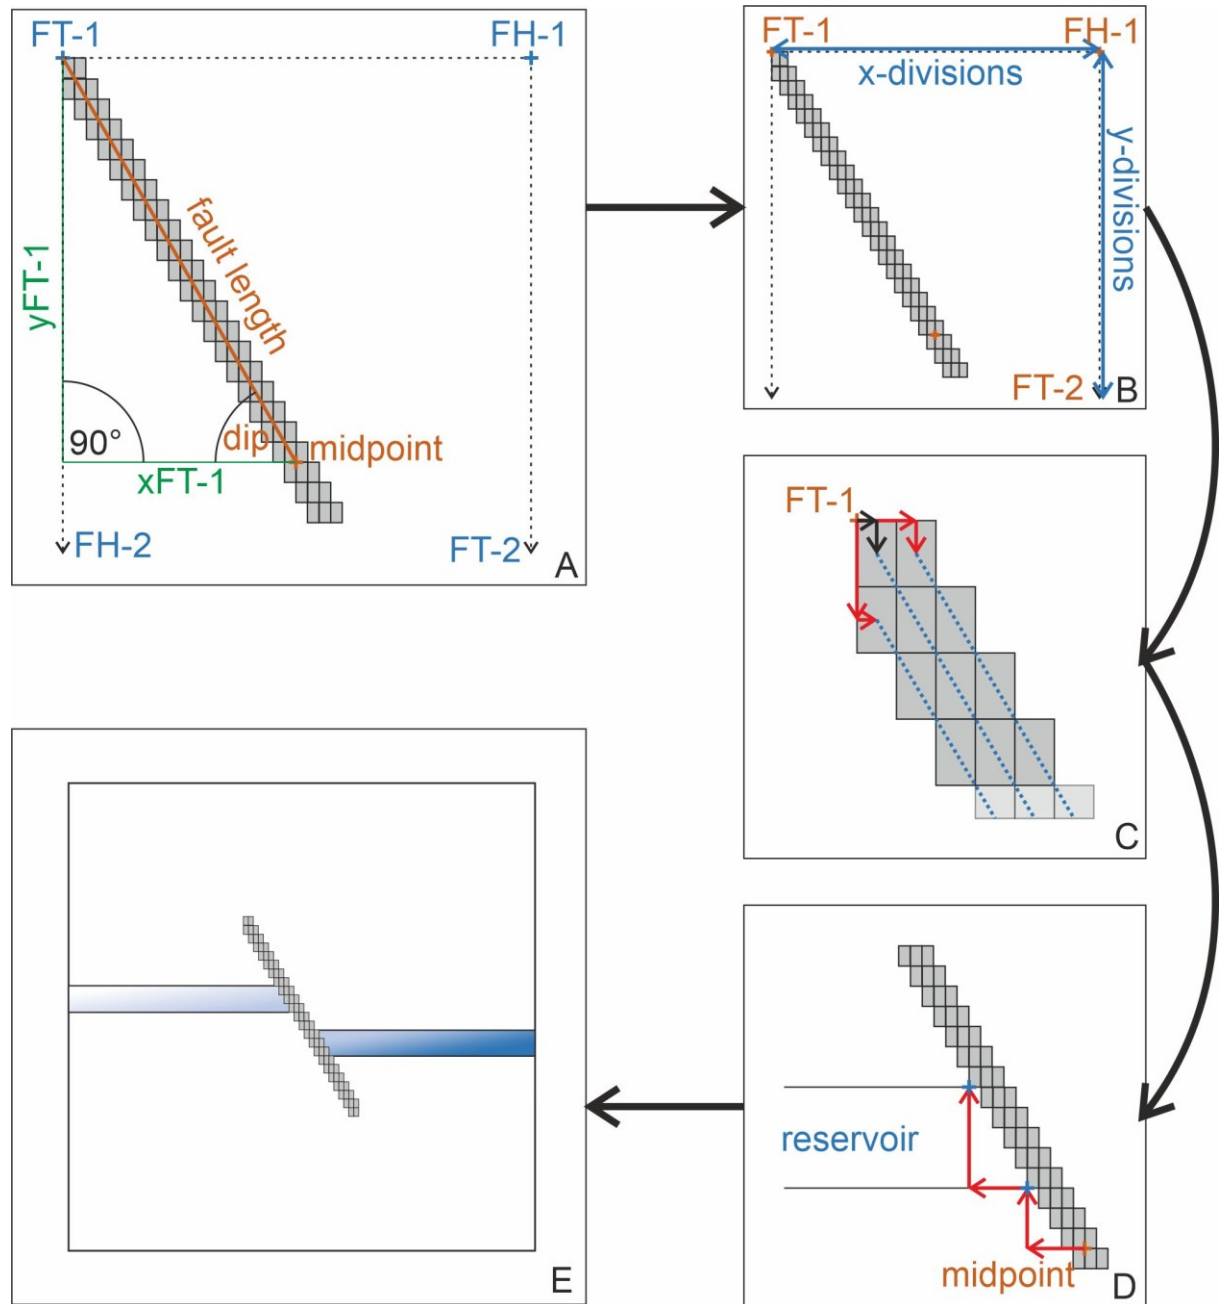 FT-1
FH-1
yFT-1
fault length
90°
dip
midpoint
xFT-1
FH-2
FT-2
A
FT-1
FH-1
x-divisions
y-divisions
FT-2
B
FT-1
C
reservoir
midpoint
D
E